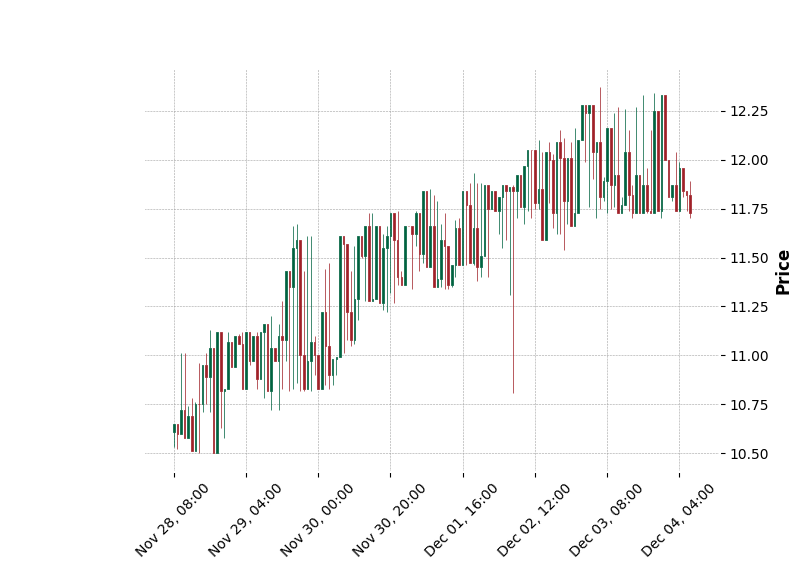 12.25
12.00
11.75
11.50
11.25
11.00
10.75
10.50
Price
Nov 28, 08:00
Nov 29, 04:00
Nov 30, 00:00
Nov 30, 20:00
Dec 01, 16:00
Dec 02, 12:00
Dec 03, 08:00
Dec 04, 04:00